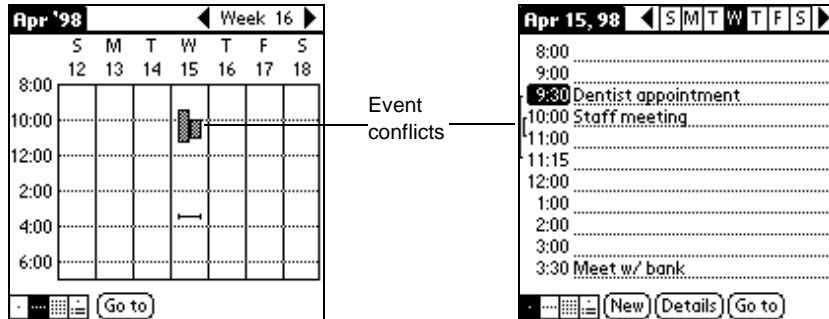 Apr '98
Week 16
S M T W T F S
12 13 14 15 16 17 18
8:00
10:00
12:00
2:00
4:00
6:00
Go to
Event
conflicts
Apr 15, 98
S M T W T F S
8:00
9:00
9:30 Dentist appointment
10:00 Staff meeting
11:00
11:15
12:00
1:00
2:00
3:00
3:30 Meet w/ bank
New Details Go to